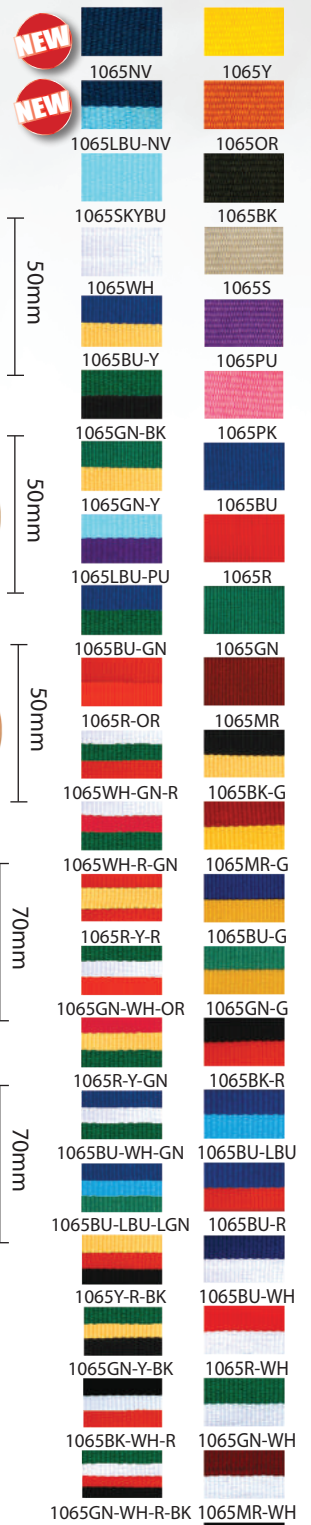 NEW
1065NV 1065Y
NEW
1065LBU-NV 1065OR
1065SKYBU 1065BK
50mm
1065WH 1065S
1065BU-Y 1065PU
1065GN-BK 1065PK
50mm
1065GN-Y 1065BU
1065LBU-PU 1065R
1065BU-GN 1065GN
50mm
1065R-OR 1065MR
1065WH-GN-R 1065BK-G
1065WH-R-GN 1065MR-G
70mm
1065R-Y-R 1065BU-G
1065GN-WH-OR 1065GN-G
1065R-Y-GN 1065BK-R
70mm
1065BU-WH-GN 1065BU-LBU
1065BU-LBU-LGN 1065BU-R
1065Y-R-BK 1065BU-WH
1065GN-Y-BK 1065R-WH
1065BK-WH-R 1065GN-WH
1065GN-WH-R-BK 1065MR-WH